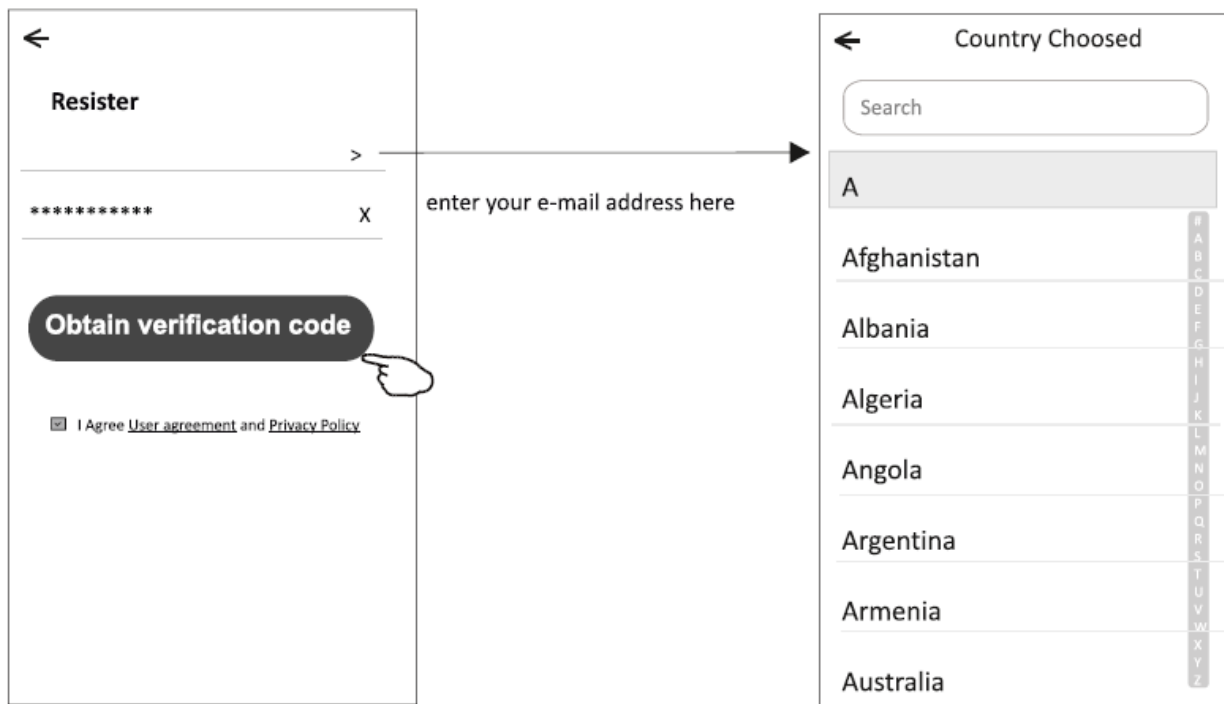 Resister
>
*********** X
Obtain verification code
I Agree User agreement and Privacy Policy
enter your e-mail address here
Country Choosed
Search
A
Afghanistan
Albania
Algeria
Angola
Argentina
Armenia
Australia
#
A
B
C
D
E
F
G
H
I
J
K
L
M
N
O
P
Q
R
S
T
U
V
W
X
Y
Z